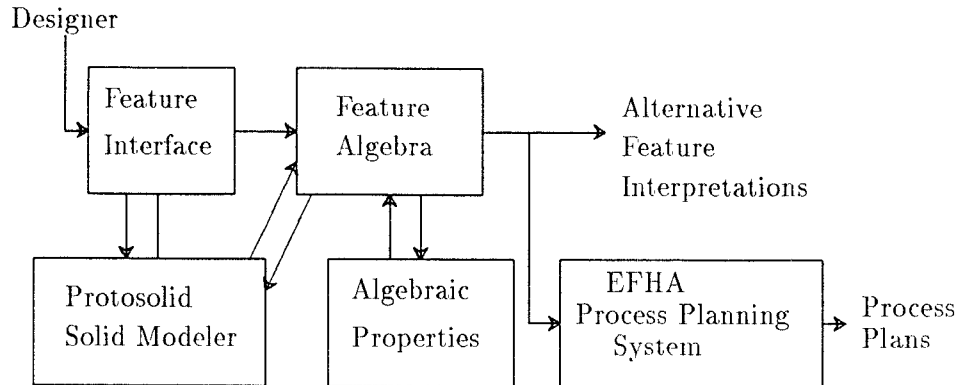 Designer
Feature
Interface
Feature
Algebra
Alternative
Feature
Interpretations
Protosolid
Solid Modeler
Algebraic
Properties
EFHA
Process Planning
System
Process
Plans